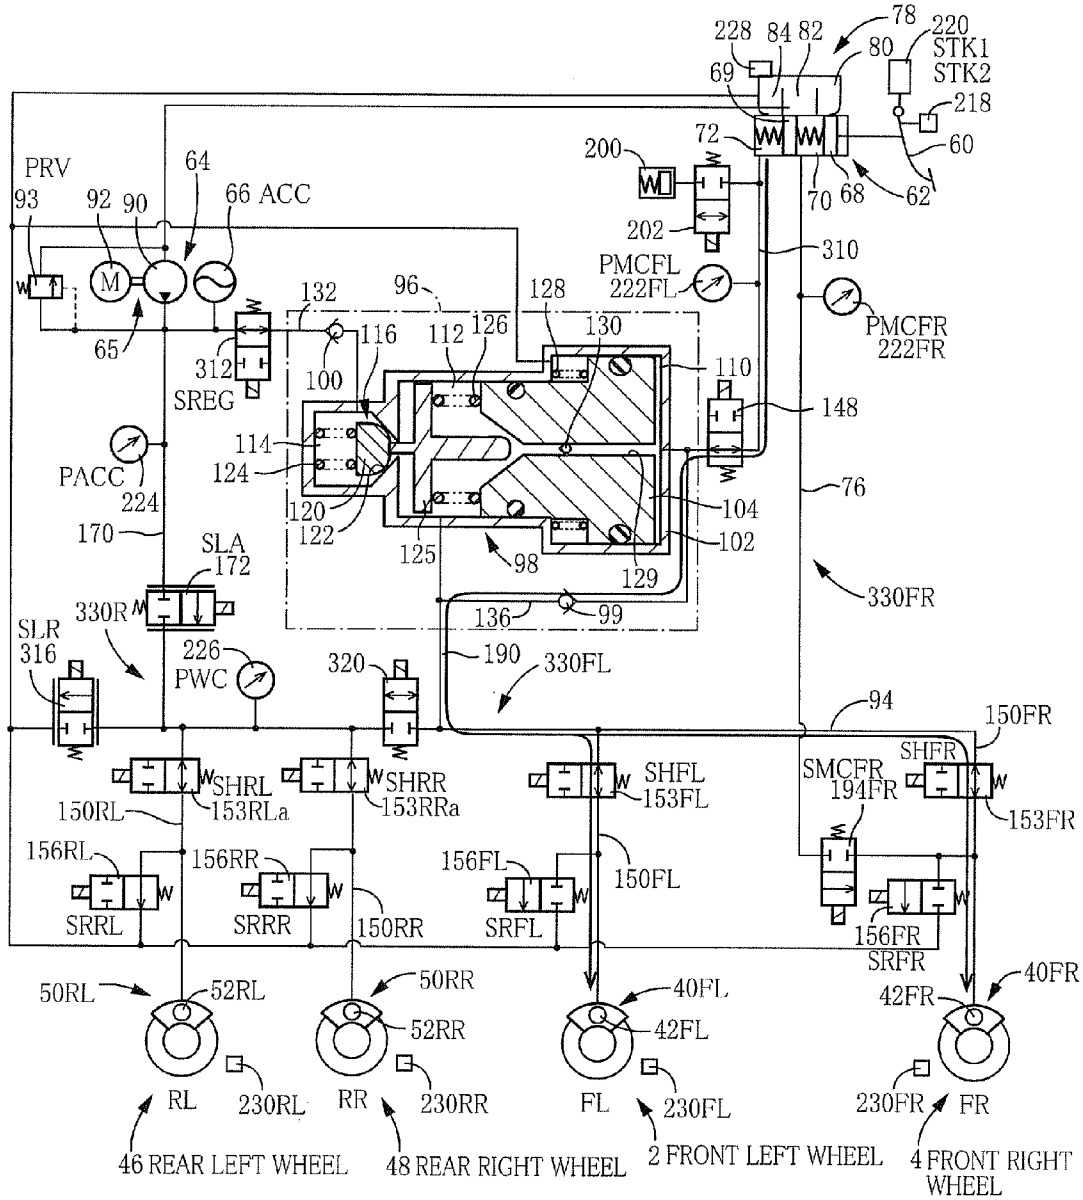 228
84
82
78
80
220
STK1
STK2
69
218
72
60
200
70
68
62
202
PRV
93
92
90
64
66 ACC
M
65
312
SREG
132
96
100
116
112
126
128
130
310
PMCFL
222FL
PMCFR
222FR
110
148
114
124
120
122
125
98
129
104
102
76
PACC
224
170
SLA
172
136
99
330R
330FR
SLR
316
226
PWC
320
190
330FL
94
150FR
SHRL
153RLa
SHRR
153RRa
SHFL
153FL
SHFR
SMCFR
194FR
153FR
150RL
156RL
156RR
156FL
150FL
SRRL
SRRR
150RR
SRFL
156FR
SRFR
50RL
52RL
50RR
52RR
40FL
42FL
42FR
40FR
RL
230RL
RR
230RR
FL
230FL
230FR
FR
46 REAR LEFT WHEEL
48 REAR RIGHT WHEEL
2 FRONT LEFT WHEEL
4 FRONT RIGHT
WHEEL